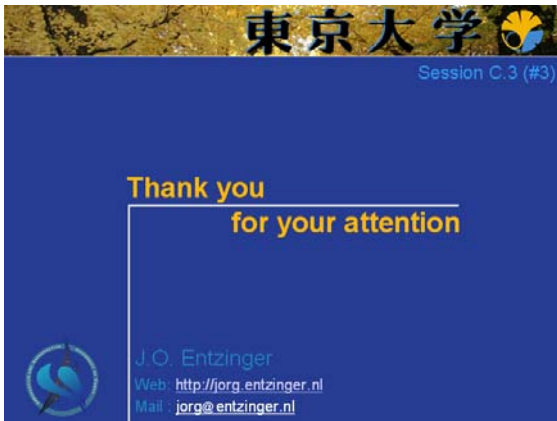 東京大学
Session C.3 (#3)
Thank you
for your attention
J.O. Entzinger
Web: http://jorg.entzinger.nl
Mail : jorg@entzinger.nl